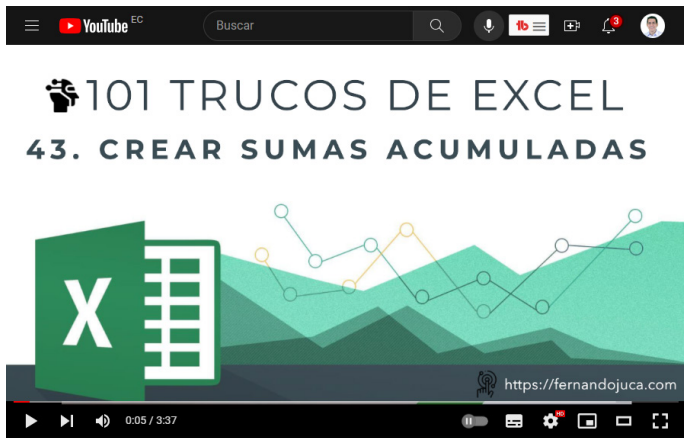 YouTube EC
Buscar
3
101 TRUCOS DE EXCEL
43. CREAR SUMAS ACUMULADAS
X
https://fernandojuca.com
0:05 / 3:37
HD